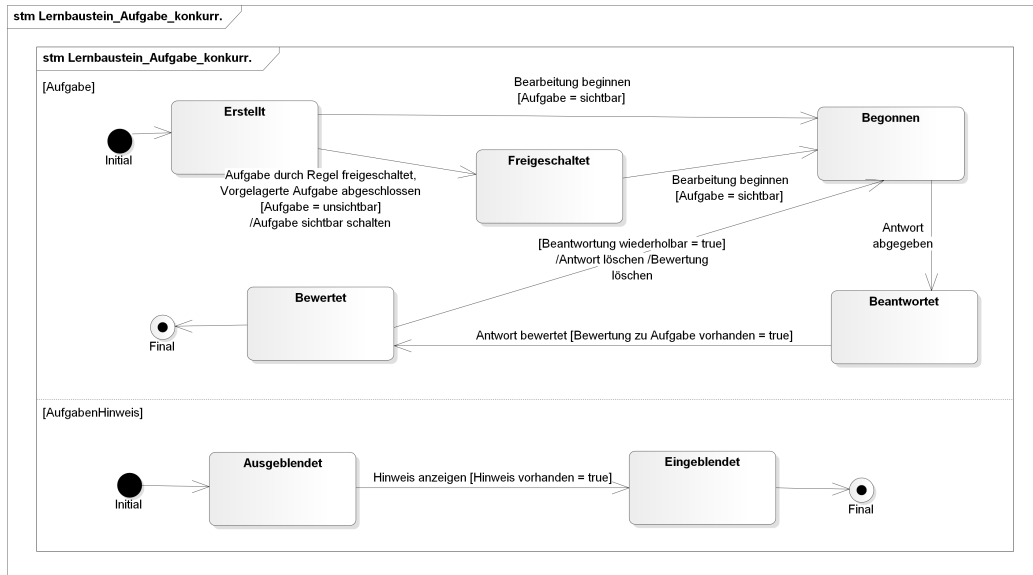 stm Lernbaustein_Aufgabe_konkurr.
stm Lernbaustein_Aufgabe_konkurr.
[Aufgabe]
Bearbeitung beginnen
[Aufgabe = sichtbar]
Erstellt
Begonnen
Initial
Freigeschaltet
Aufgabe durch Regel freigeschaltet,
Vorgelagerte Aufgabe abgeschlossen
[Aufgabe = unsichtbar]
/Aufgabe sichtbar schalten
Bearbeitung beginnen
[Aufgabe = sichtbar]
Antwort
abgegeben
[Beantwortung wiederholbar = true]
/Antwort löschen /Bewertung
löschen
Bewertet
Beantwortet
Final
Antwort bewertet [Bewertung zu Aufgabe vorhanden = true]
[AufgabenHinweis]
Ausgeblendet
Eingeblendet
Hinweis anzeigen [Hinweis vorhanden = true]
Initial
Final